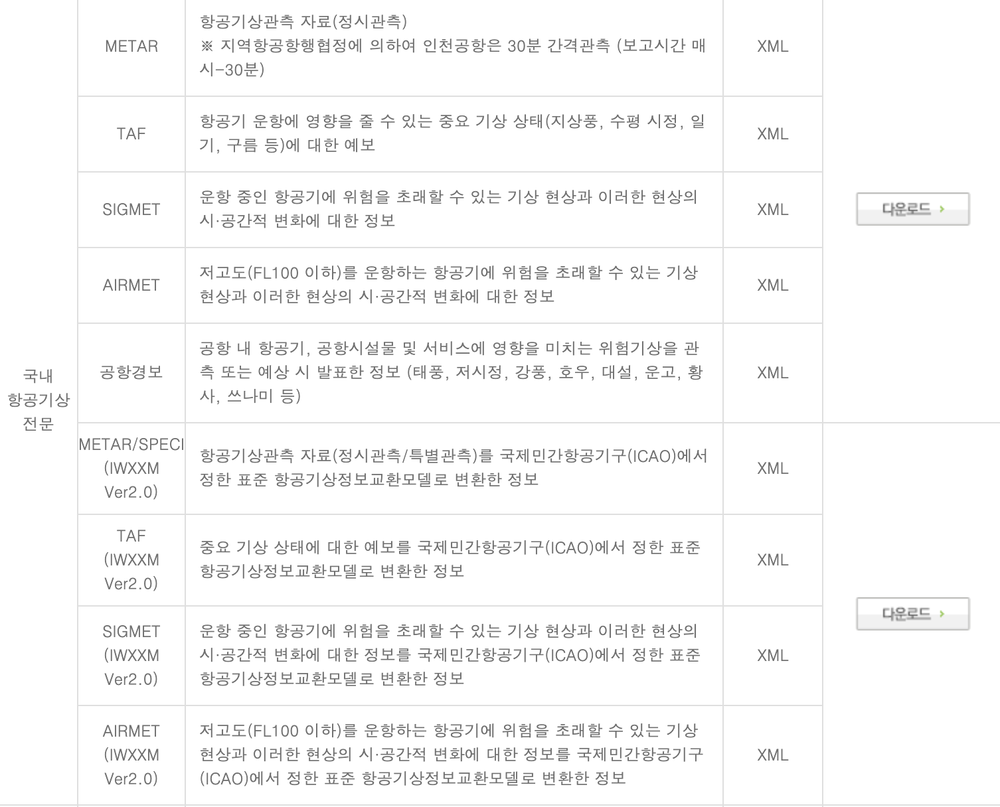 국내
항공기상
전문
METAR
항공기상관측 자료(정시관측)
※ 지역항공항행협정에 의하여 인천공항은 30분 간격관측 (보고시간 매
시-30분)
XML
TAF
항공기 운항에 영향을 줄 수 있는 중요 기상 상태(지상풍, 수평 시정, 일
기, 구름 등)에 대한 예보
XML
SIGMET
운항 중인 항공기에 위험을 초래할 수 있는 기상 현상과 이러한 현상의
시·공간적 변화에 대한 정보
XML
다운로드
AIRMET
저고도(FL100 이하)를 운항하는 항공기에 위험을 초래할 수 있는 기상
현상과 이러한 현상의 시·공간적 변화에 대한 정보
XML
공항경보
공항 내 항공기, 공항시설물 및 서비스에 영향을 미치는 위험기상을 관
측 또는 예상 시 발표한 정보 (태풍, 저시정, 강풍, 호우, 대설, 운고, 황
사, 쓰나미 등)
XML
METAR/SPECI
(IWXXM
Ver2.0)
항공기상관측 자료(정시관측/특별관측)를 국제민간항공기구(ICAO)에서
정한 표준 항공기상정보교환모델로 변환한 정보
XML
TAF
(IWXXM
Ver2.0)
중요 기상 상태에 대한 예보를 국제민간항공기구(ICAO)에서 정한 표준
항공기상정보교환모델로 변환한 정보
XML
다운로드
SIGMET
(IWXXM
Ver2.0)
운항 중인 항공기에 위험을 초래할 수 있는 기상 현상과 이러한 현상의
시·공간적 변화에 대한 정보를 국제민간항공기구(ICAO)에서 정한 표준
항공기상정보교환모델로 변환한 정보
XML
AIRMET
(IWXXM
Ver2.0)
저고도(FL100 이하)를 운항하는 항공기에 위험을 초래할 수 있는 기상
현상과 이러한 현상의 시·공간적 변화에 대한 정보를 국제민간항공기구
(ICAO)에서 정한 표준 항공기상정보교환모델로 변환한 정보
XML